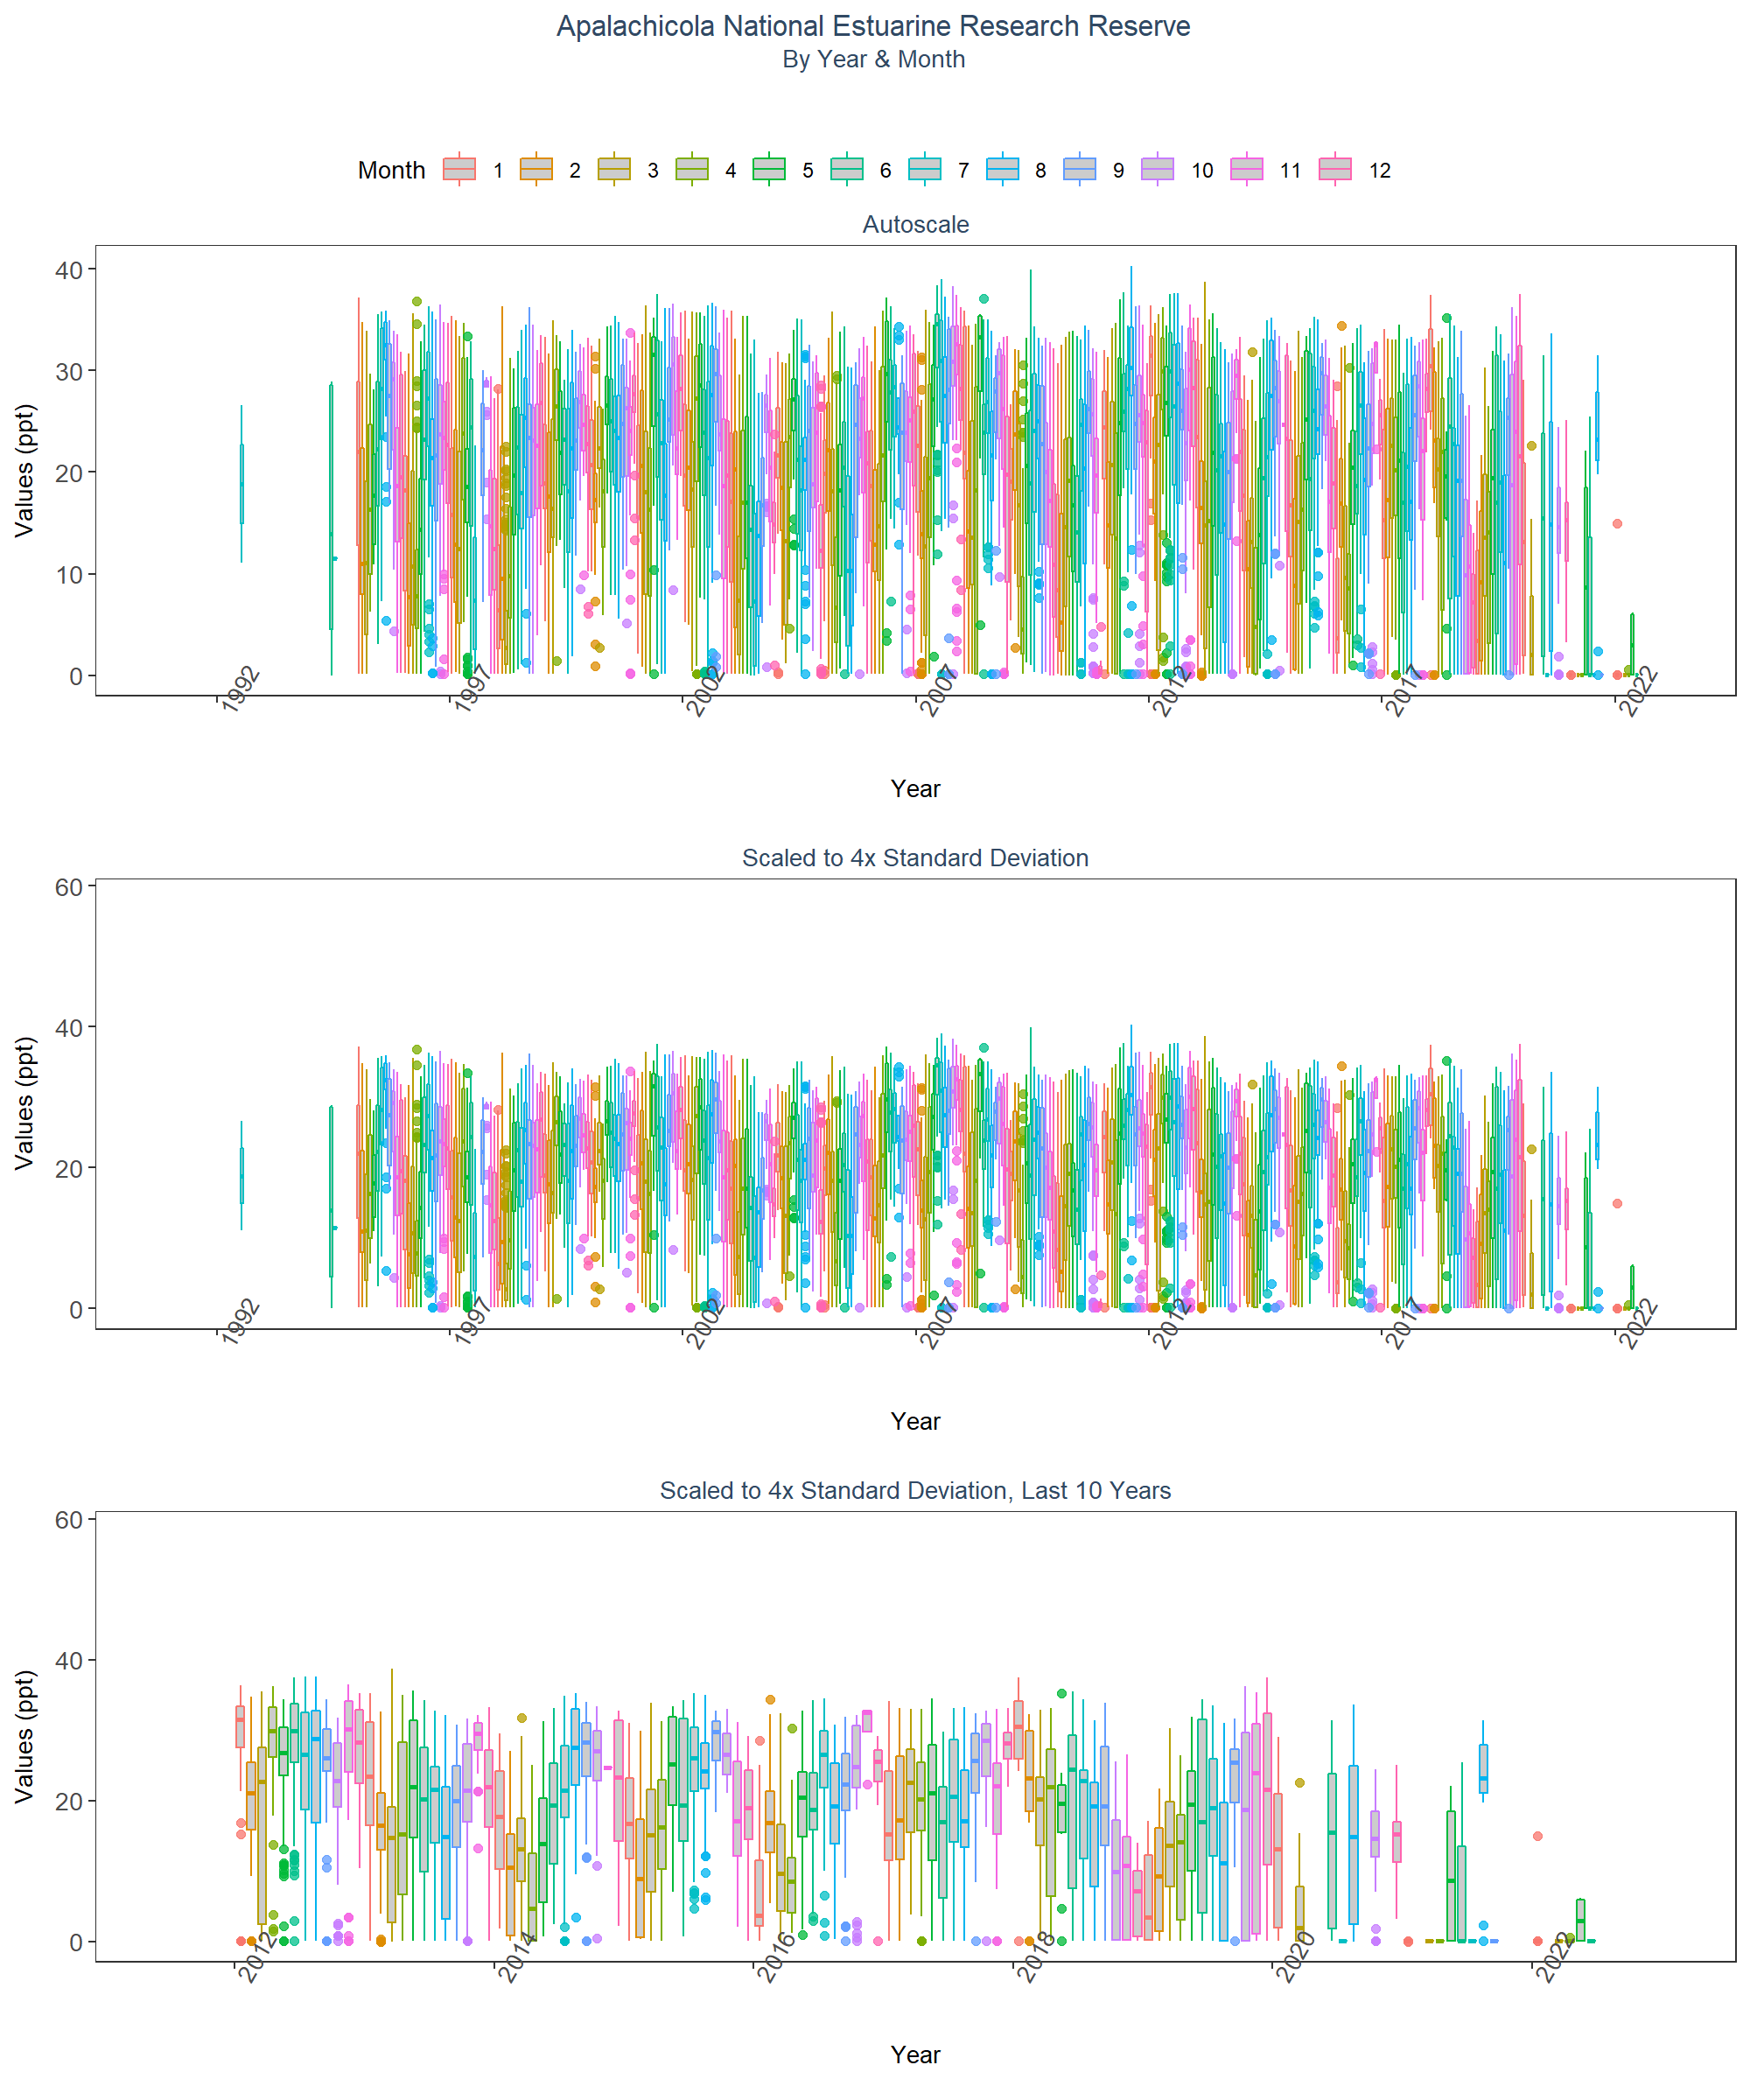 Apalachicola National Estuarine Research Reserve
By Year & Month
Month 1 2 3 4 5 6 7 8 9 10 11 12
Autoscale
Values (ppt)
40
30
20
10
0
1992 1997 2002 2007 2012 2017 2022
Year
Scaled to 4x Standard Deviation
Values (ppt)
60
40
20
0
1992 1997 2002 2007 2012 2017 2022
Year
Scaled to 4x Standard Deviation, Last 10 Years
Values (ppt)
60
40
20
0
2012 2014 2016 2018 2020 2022
Year